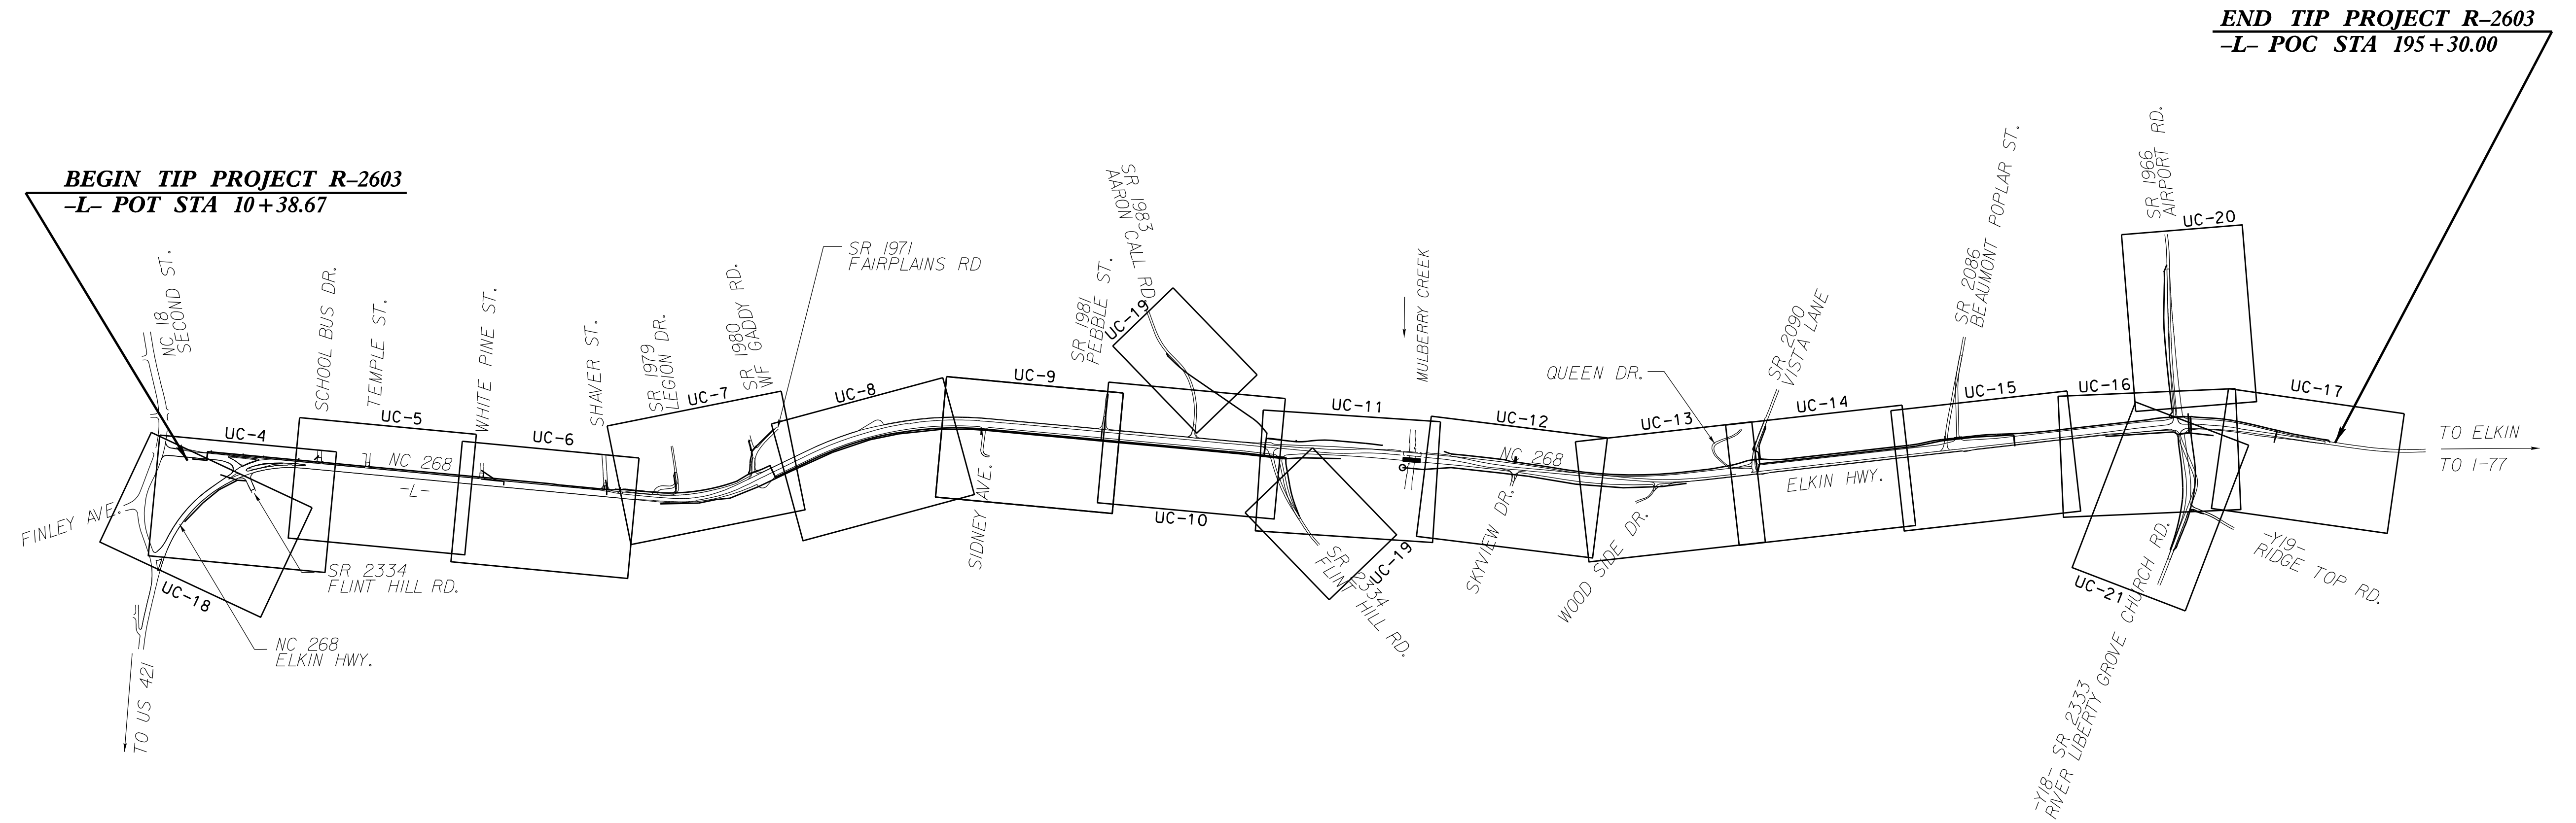 END TIP PROJECT R-2603
-L- POC STA 195+30.00
BEGIN TIP PROJECT R-2603
-L- POT STA 10+38.67
NC 18
SECOND ST.
SCHOOL BUS DR.
TEMPLE ST.
WHITE PINE ST.
SHAVER ST.
SR 1979
LEGION DR.
SR 1980
WF GADDY RD.
SR 1971
FAIRPLAINS RD
SR 1981
PEBBLE ST.
SR 1983
AARON CALL RD
MULBERRY CREEK
QUEEN DR.
SR 2090
VISTA LANE
SR 2086
BEAUMONT POPLAR ST.
SR 1966
AIRPORT RD.
UC-4
UC-5
UC-6
UC-7
UC-8
UC-9
UC-19
UC-10
UC-11
UC-12
UC-13
UC-14
UC-15
UC-16
UC-20
UC-17
NC 268
-L-
NC 268
ELKIN HWY.
TO ELKIN
TO I-77
FINLEY AVE.
UC-18
SR 2334
FLINT HILL RD.
NC 268
ELKIN HWY.
TO US 421
SIDNEY AVE.
UC-19
SR 2334
FLINT HILL RD.
SKYVIEW DR.
WOOD SIDE DR.
UC-21
-Y18- SR 2333
RIVER LIBERTY GROVE CHURCH RD.
-Y19-
RIDGE TOP RD.